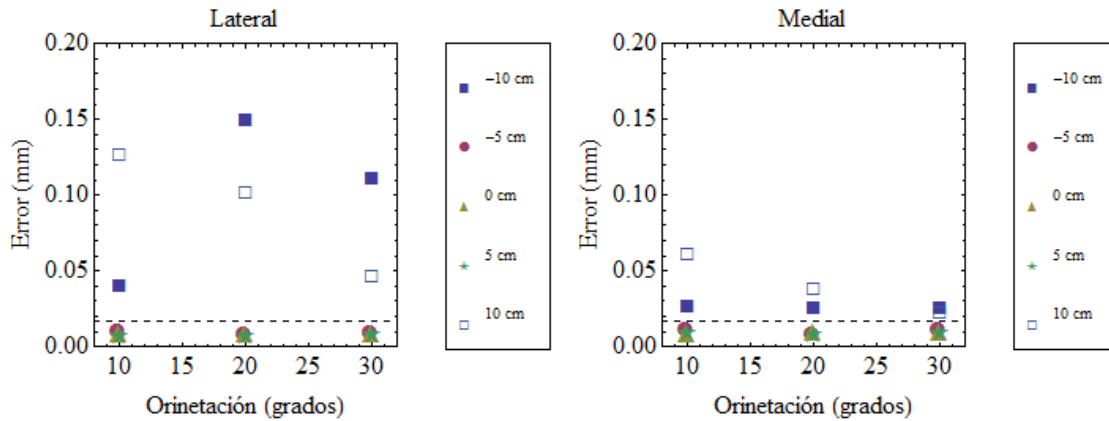 Lateral
0.20
0.15
0.10
0.05
0.00
Error (mm)
10 15 20 25 30
Orinetación (grados)
−10 cm
−5 cm
0 cm
5 cm
10 cm
Medial
0.20
0.15
0.10
0.05
0.00
Error (mm)
10 15 20 25 30
Orinetación (grados)
−10 cm
−5 cm
0 cm
5 cm
10 cm